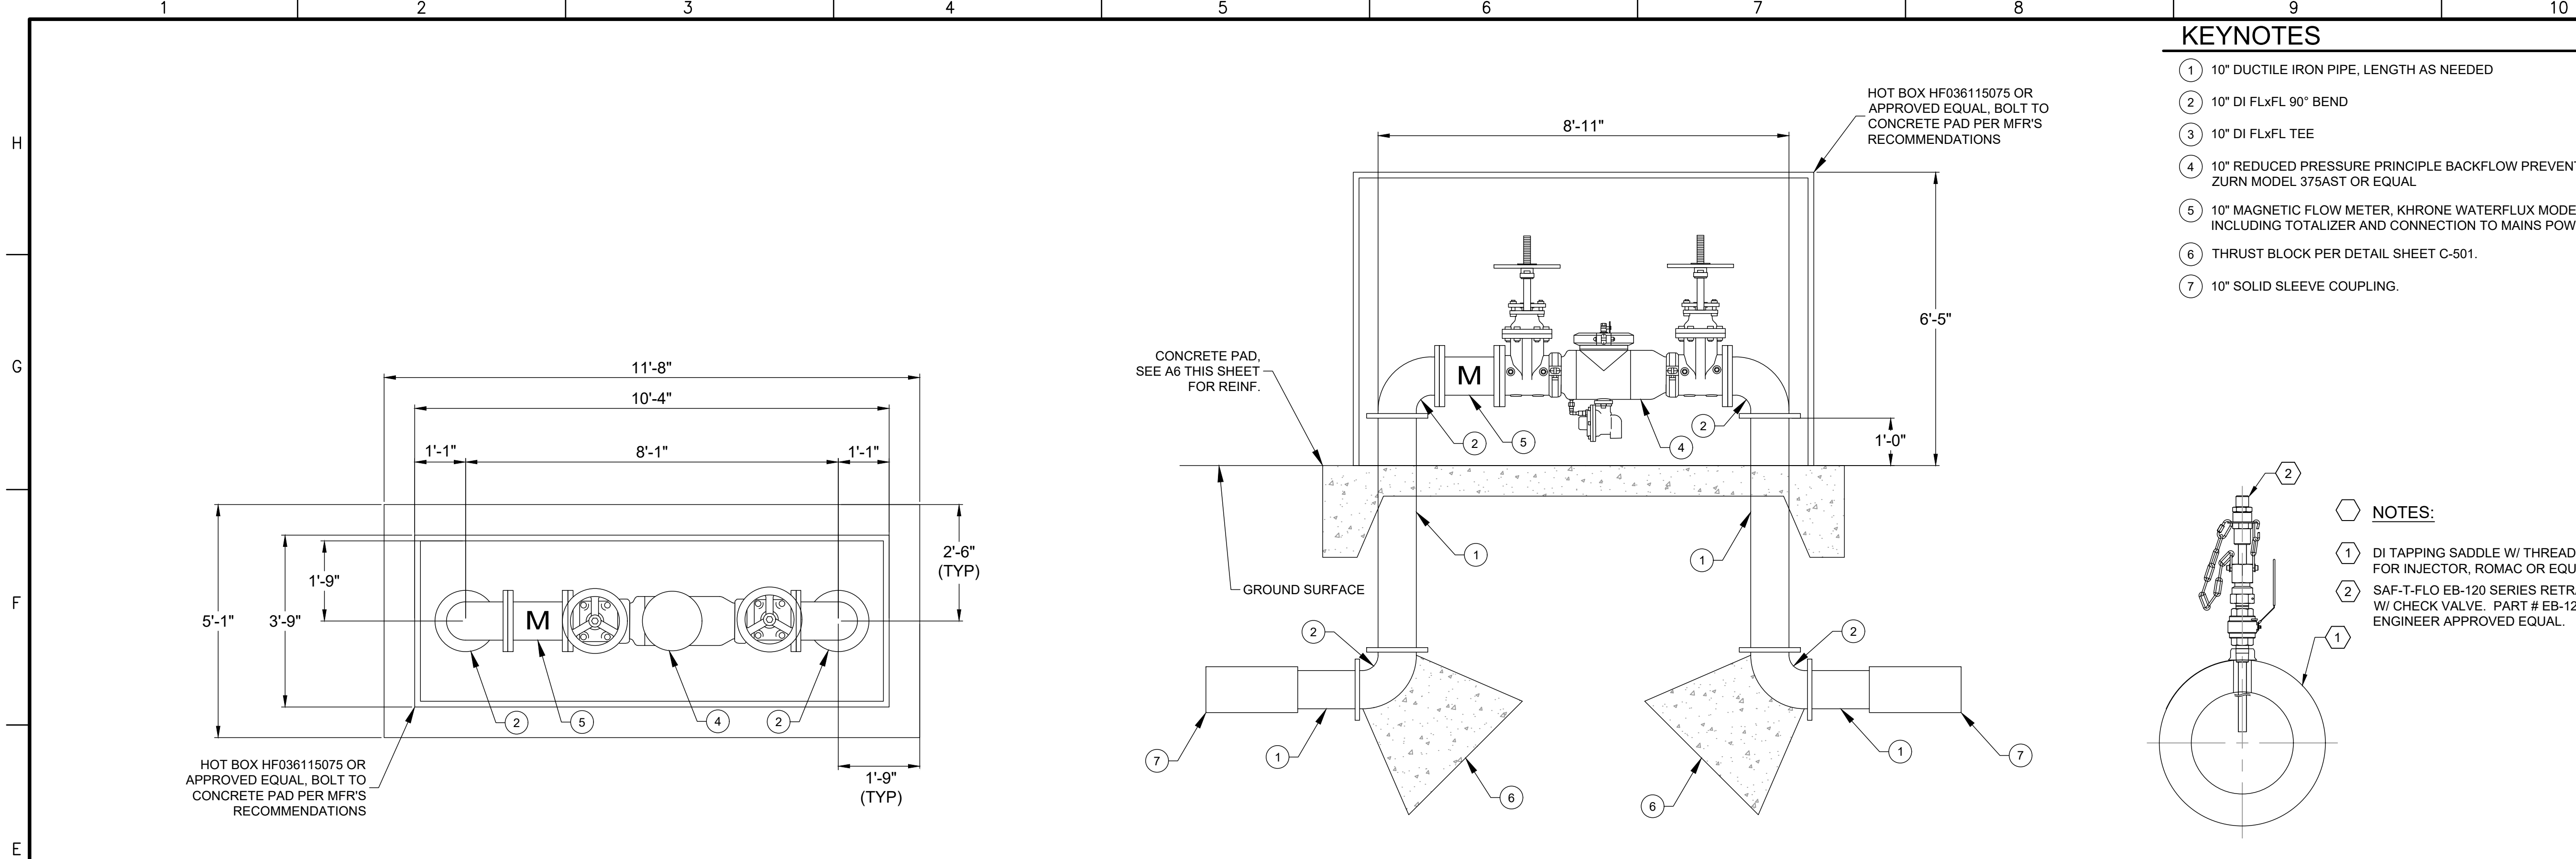 1 2 3 4 5 6 7 8 9 10
H
G
F
E
11'-8"
10'-4"
1'-1"
8'-1"
1'-1"
5'-1"
3'-9"
1'-9"
2'-6"
(TYP)
M
2
5
4
2
1'-9"
(TYP)
HOT BOX HF036115075 OR
APPROVED EQUAL, BOLT TO
CONCRETE PAD PER MFR'S
RECOMMENDATIONS
HOT BOX HF036115075 OR
APPROVED EQUAL, BOLT TO
CONCRETE PAD PER MFR'S
RECOMMENDATIONS
8'-11"
6'-5"
1'-0"
CONCRETE PAD,
SEE A6 THIS SHEET
FOR REINF.
M
2
5
4
2
1
1
GROUND SURFACE
2
2
7
1
6
6
1
7
KEYNOTES
1 10" DUCTILE IRON PIPE, LENGTH AS NEEDED
2 10" DI FLxFL 90° BEND
3 10" DI FLxFL TEE
4 10" REDUCED PRESSURE PRINCIPLE BACKFLOW
ZURN MODEL 375AST OR EQUAL
5 10" MAGNETIC FLOW METER, KHRONE WATERFLUX
INCLUDING TOTALIZER AND CONNECTION TO MAINS
6 THRUST BLOCK PER DETAIL SHEET C-501.
7 10" SOLID SLEEVE COUPLING.
2
1
NOTES:
1 DI TAPPING SADDLE W/
FOR INJECTOR, ROMAC OR
2 SAF-T-FLO EB-120 SERIES
W/ CHECK VALVE. PART #
ENGINEER APPROVED EQUAL.